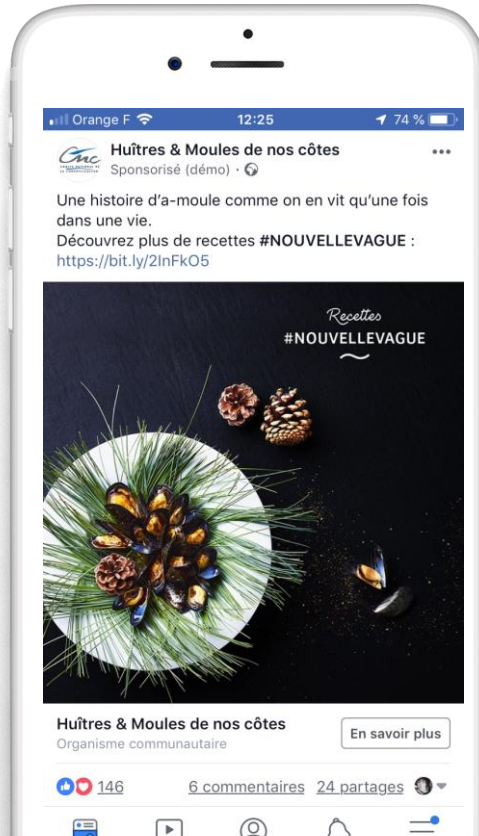 Orange F 12:25 74 %
Cnc
Huîtres & Moules de nos côtes
Sponsorisé (démo) ·
Une histoire d'a-moule comme on en vit qu'une fois
dans une vie.
Découvrez plus de recettes #NOUVELLEVAGUE :
https://bit.ly/2InFkO5
Recettes
#NOUVELLEVAGUE
Huîtres & Moules de nos côtes
Organisme communautaire
En savoir plus
146 6 commentaires 24 partages